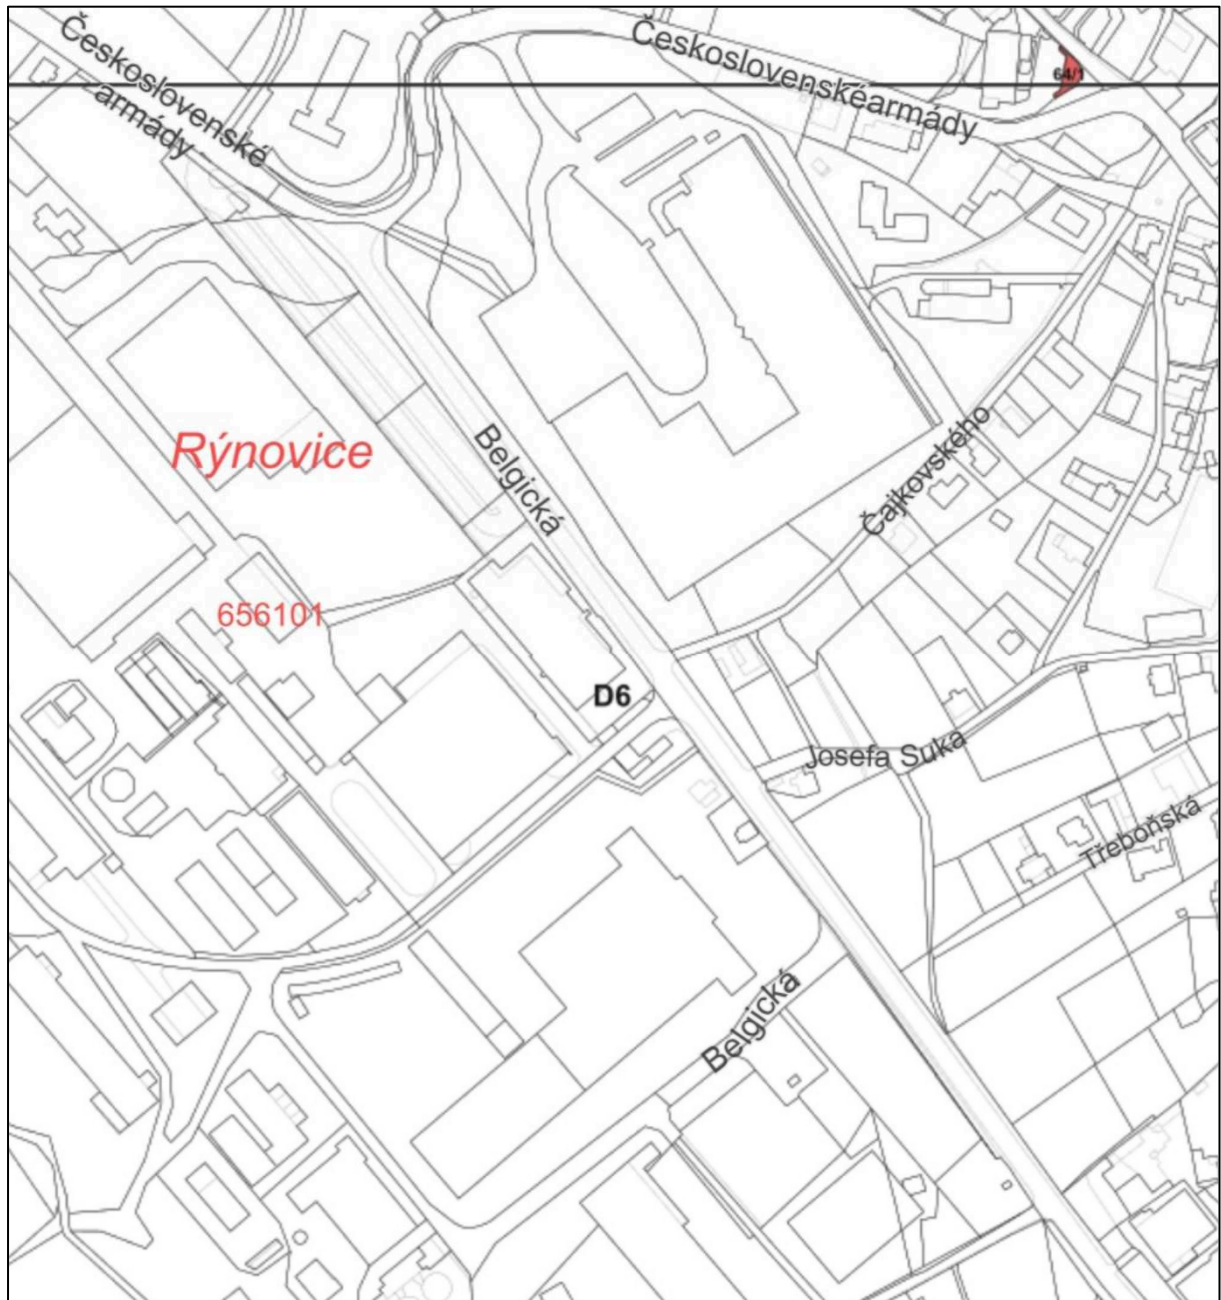 Československé
armády
Československéarmády
64/1
Rýnovice
Belgická
Čajkovského
656101
D6
Josefa Suka
Třeboňská
Belgická